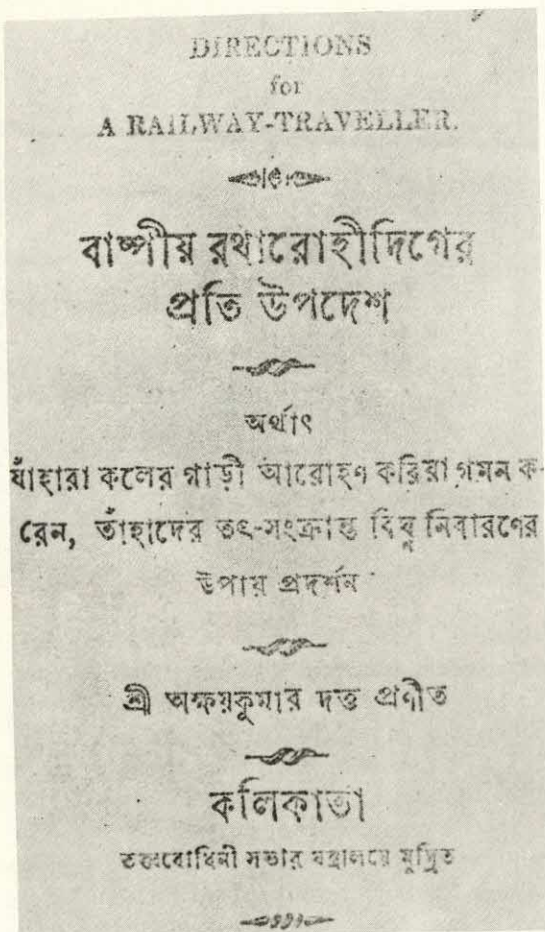 DIRECTIONS
for
A RAILWAY-TRAVELLER.
বাষ্পীয় রথারোহীদিগের
প্রতি উপদেশ
অর্থাৎ
যাঁহারা কলের গাড়ী আরোহণ করিয়া গমন ক-
রেন, তাঁহাদের তৎ-সংক্রান্ত বিঘ্ন নিবারণের
উপায় প্রদর্শন
শ্রী অক্ষয়কুমার দত্ত প্রণীত
কলিকাতা
তত্ত্ববোধিনী সভার যন্ত্রালয়ে মুদ্রিত